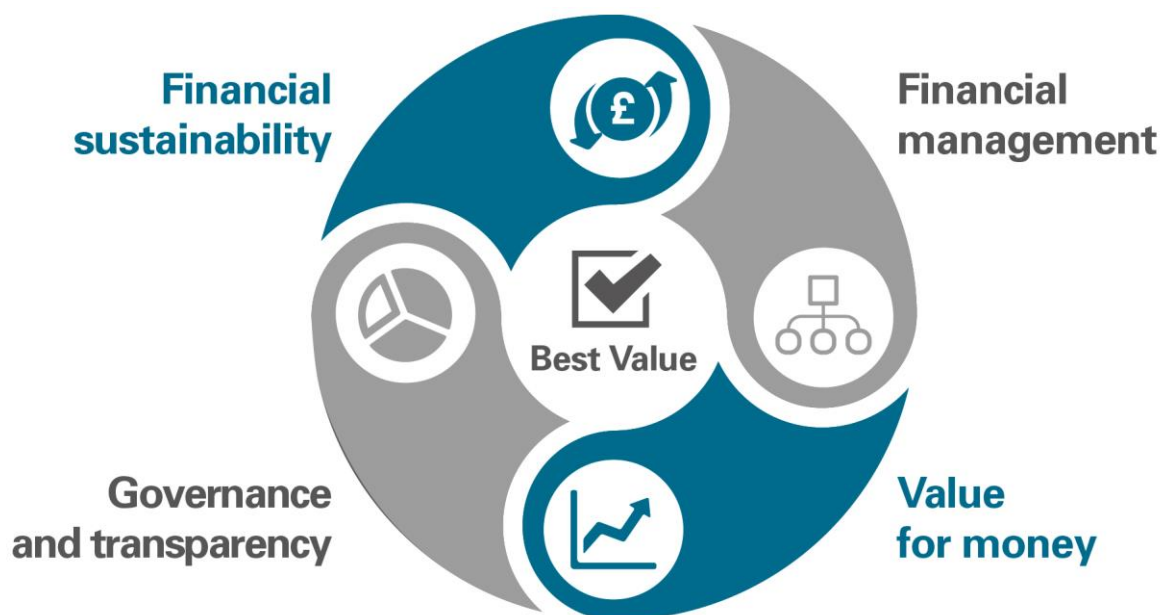 Financial
sustainability
£
Financial
management
Best Value
Governance
and transparency
Value
for money